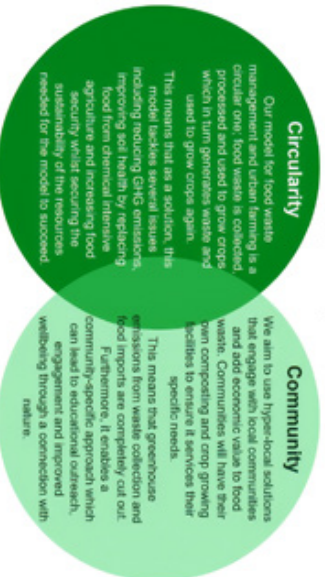 Circularity
Our model for food waste
management and urban farming is a
circular one; food waste is collected,
processed and used to grow crops
which in turn generates waste and
used to grow crops again.
This means that as a solution, this
model tackles several issues
including reducing GHG emissions,
improving soil health by replacing
food from chemical intensive
agriculture and increasing food
security whilst securing the
sustainability of the resources
needed for the model to succeed.
Community
We aim to use hyper-local solutions
that engage with local communities
and add economic value to food
waste. Communities will have their
own composting and crop growing
facilities to ensure it services their
specific needs.
This means that greenhouse
emissions from waste collection and
food imports are completely cut out.
Furthermore, it enables a
community-specific approach which
can lead to educational outreach,
engagement and improved
wellbeing through a connection with
nature.